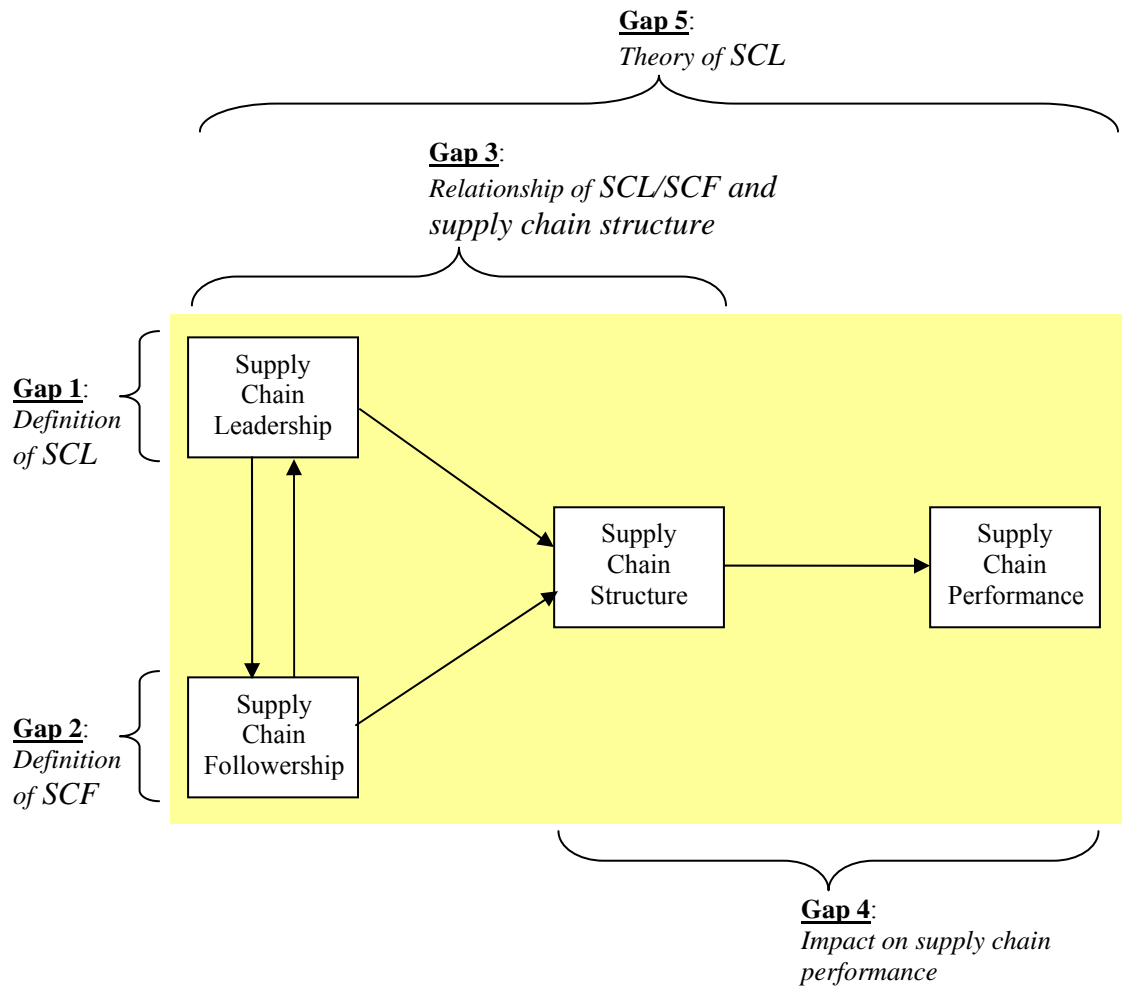 Gap 5:
Theory of SCL
Gap 3:
Relationship of SCL/SCF and
supply chain structure
Gap 1:
Definition
of SCL
Supply
Chain
Leadership
Supply
Chain
Structure
Supply
Chain
Performance
Gap 2:
Definition
of SCF
Supply
Chain
Followership
Gap 4:
Impact on supply chain
performance